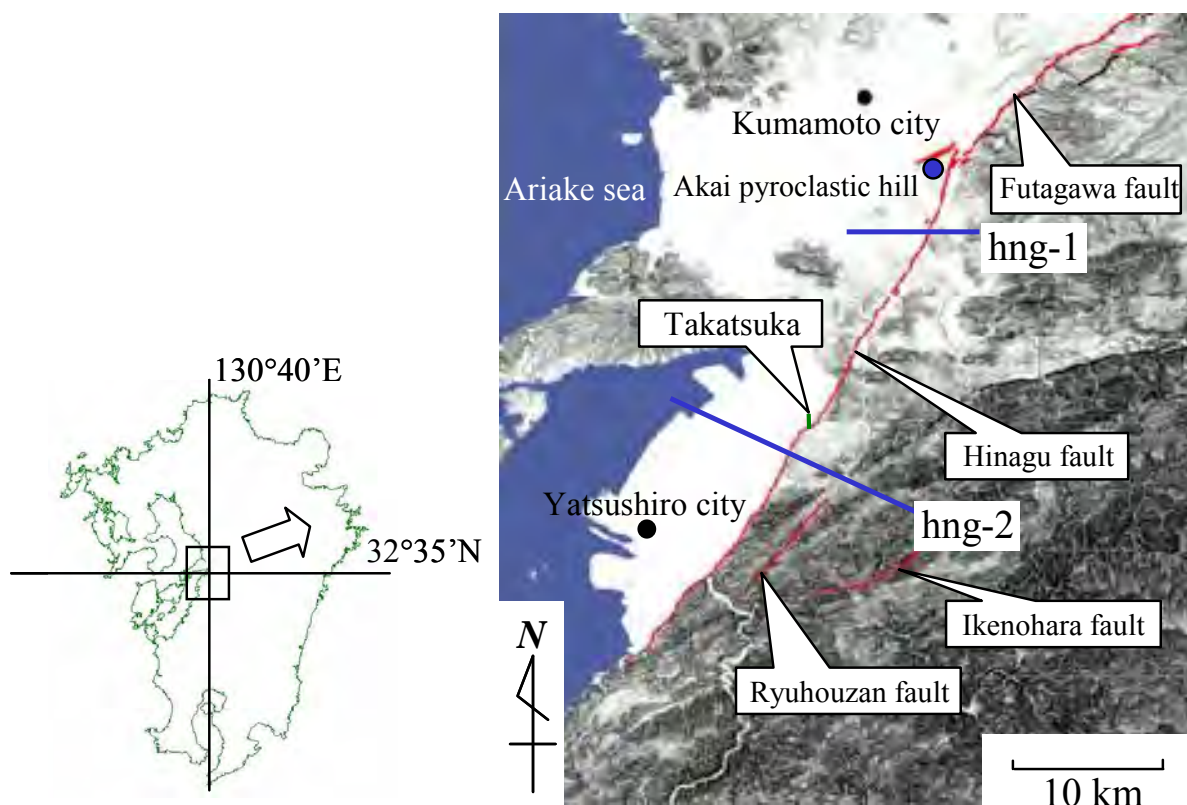 130°40’E
32°35’N
Kumamoto city
Ariake sea
Akai pyroclastic hill
Futagawa fault
hng-1
Takatsuka
Hinagu fault
Yatsushiro city
hng-2
Ikenohara fault
N
Ryuhouzan fault
10 km